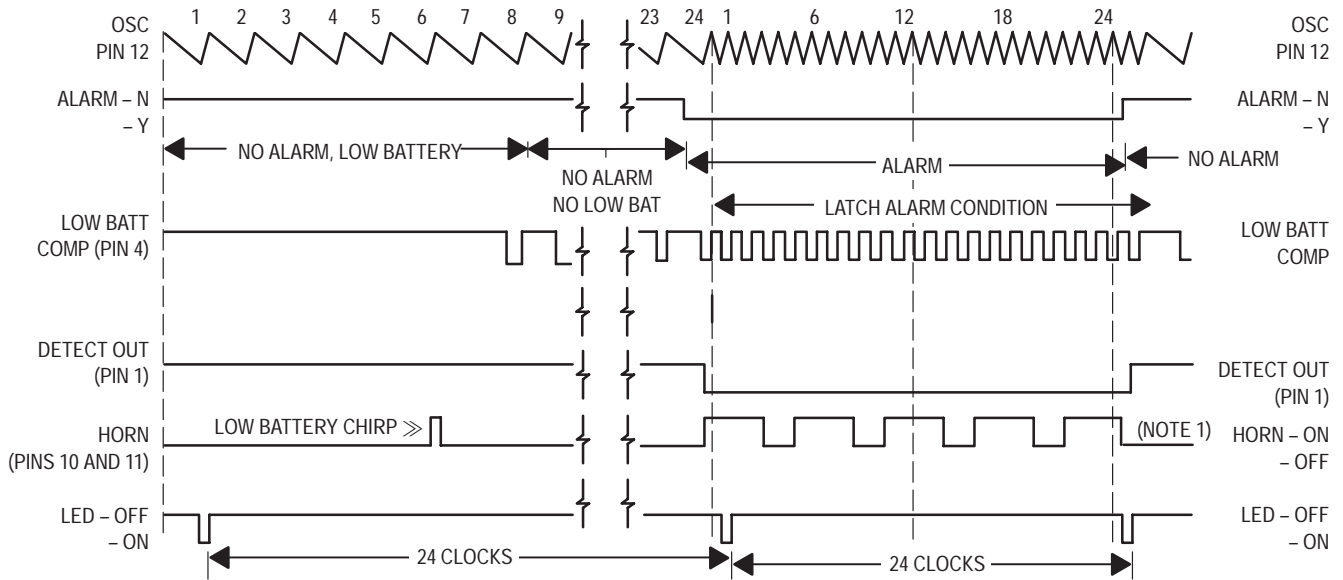 1 2 3 4 5 6 7 8 9 23 24 1 6 12 18 24
OSC
PIN 12
OSC
PIN 12
ALARM – N
– Y
ALARM – N
– Y
NO ALARM, LOW BATTERY
NO ALARM
NO LOW BAT
ALARM
NO ALARM
LATCH ALARM CONDITION
LOW BATT
COMP (PIN 4)
LOW BATT
COMP
DETECT OUT
(PIN 1)
DETECT OUT
(PIN 1)
HORN
(PINS 10 AND 11)
LOW BATTERY CHIRP >>
(NOTE 1)
HORN – ON
– OFF
LED – OFF
– ON
24 CLOCKS
24 CLOCKS
LED – OFF
– ON